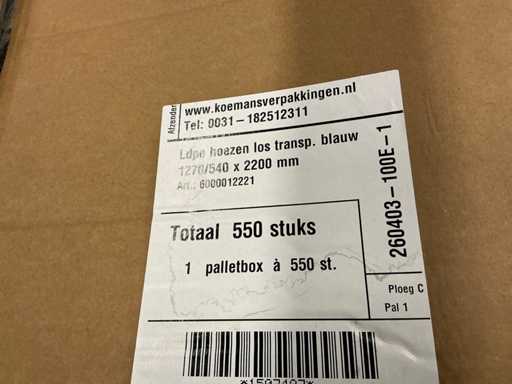 Afzender
www.koemansverpakkingen.nl
Tel: 0031-182512311
Ldpe hoezen los transp. blauw
1270/540 x 2200 mm
Art.: 6000012221
Totaal 550 stuks
1 palletbox à 550 st.
260403-100E-1
Ploeg C
Pal 1
*1507407*